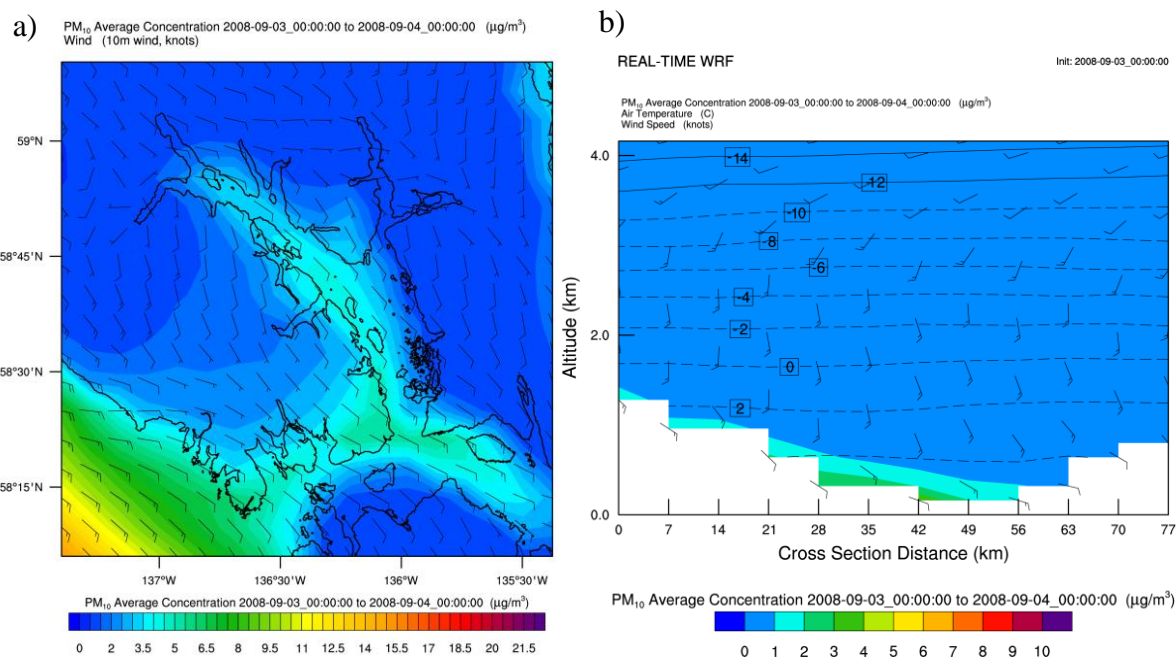 a)
PM₁₀ Average Concentration 2008-09-03_00:00:00 to 2008-09-04_00:00:00 (μg/m³)
Wind (10m wind, knots)
59°N
58°45'N
58°30'N
58°15'N
137°W 136°30'W 136°W 135°30'W
PM₁₀ Average Concentration 2008-09-03_00:00:00 to 2008-09-04_00:00:00 (μg/m³)
0 2 3.5 5 6.5 8 9.5 11 12.5 14 15.5 17 18.5 20 21.5
b)
REAL-TIME WRF Init: 2008-09-03_00:00:00
PM₁₀ Average Concentration 2008-09-03_00:00:00 to 2008-09-04_00:00:00 (μg/m³)
Air Temperature (C)
Wind Speed (knots)
Altitude (km)
4.0
2.0
0.0
-14
-12
-10
-8
-6
-4
-2
0
2
0 7 14 21 28 35 42 49 56 63 70 77
Cross Section Distance (km)
PM₁₀ Average Concentration 2008-09-03_00:00:00 to 2008-09-04_00:00:00 (μg/m³)
0 1 2 3 4 5 6 7 8 9 10